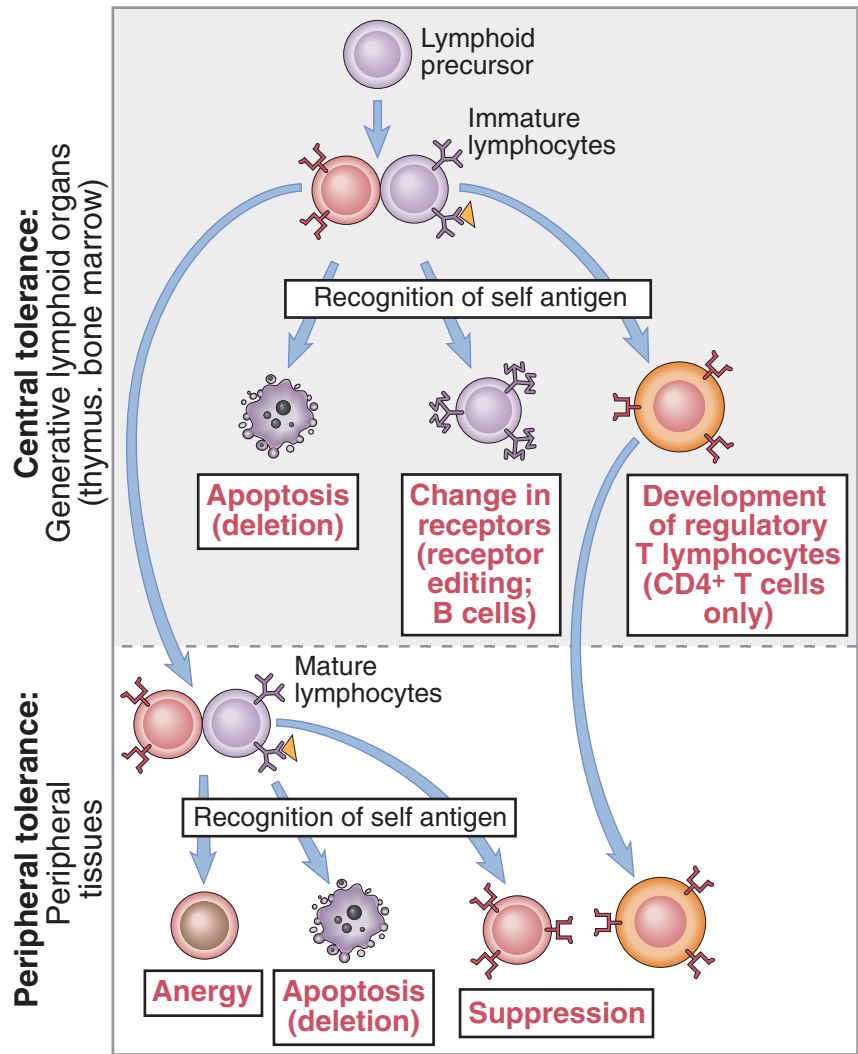 Lymphoid
precursor
Immature
lymphocytes
Central tolerance:
Generative lymphoid organs
(thymus. bone marrow)
Recognition of self antigen
Apoptosis
(deletion)
Change in
receptors
(receptor
editing;
B cells)
Development
of regulatory
T lymphocytes
(CD4+ T cells
only)
Mature
lymphocytes
Peripheral tolerance:
Peripheral
tissues
Recognition of self antigen
Anergy
Apoptosis
(deletion)
Suppression